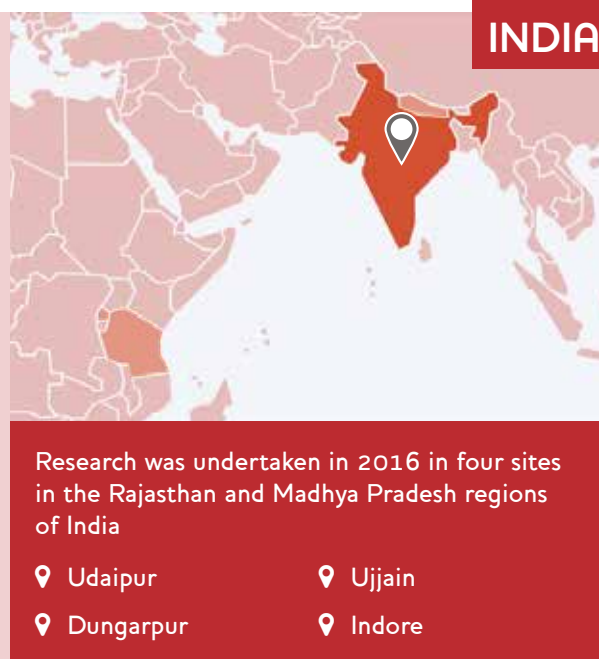 INDIA
Research was undertaken in 2016 in four sites
in the Rajasthan and Madhya Pradesh regions
of India
Udaipur
Ujjain
Dungarpur
Indore